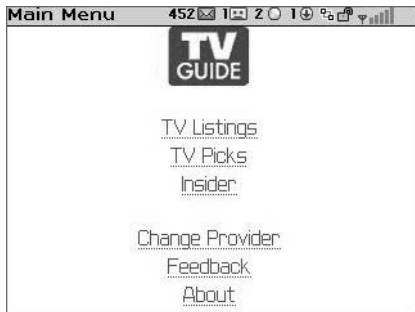 Main Menu 452 1 2 1
TV
GUIDE
TV Listings
TV Picks
Insider
Change Provider
Feedback
About